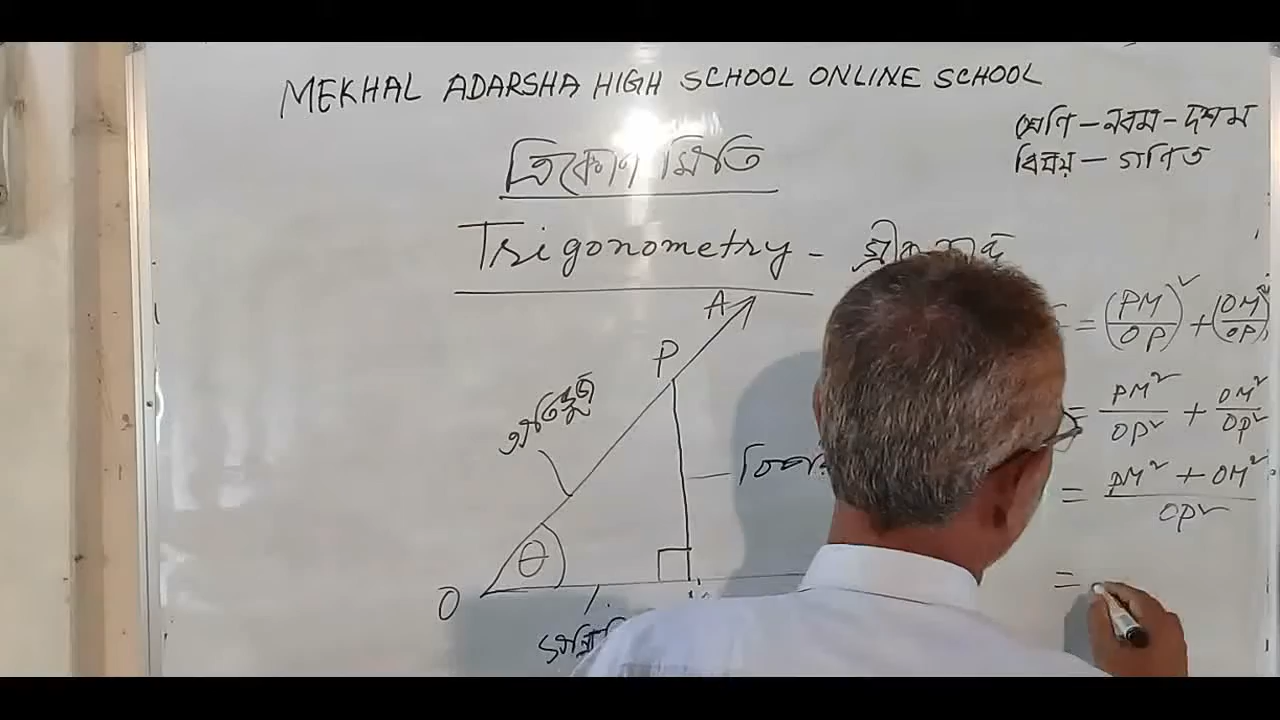 MEKHAL ADARSHA HIGH SCHOOL ONLINE SCHOOL
শ্রেণি – নবম – দশম
বিষয় – গণিত
ত্রিকোণমিতি
Trigonometry –
A
P
অতিভুজ
θ
O
= (PM/OP)² + (OM/OP)²
= PM²/OP² + OM²/OP²
= PM² + OM²/OP²
=